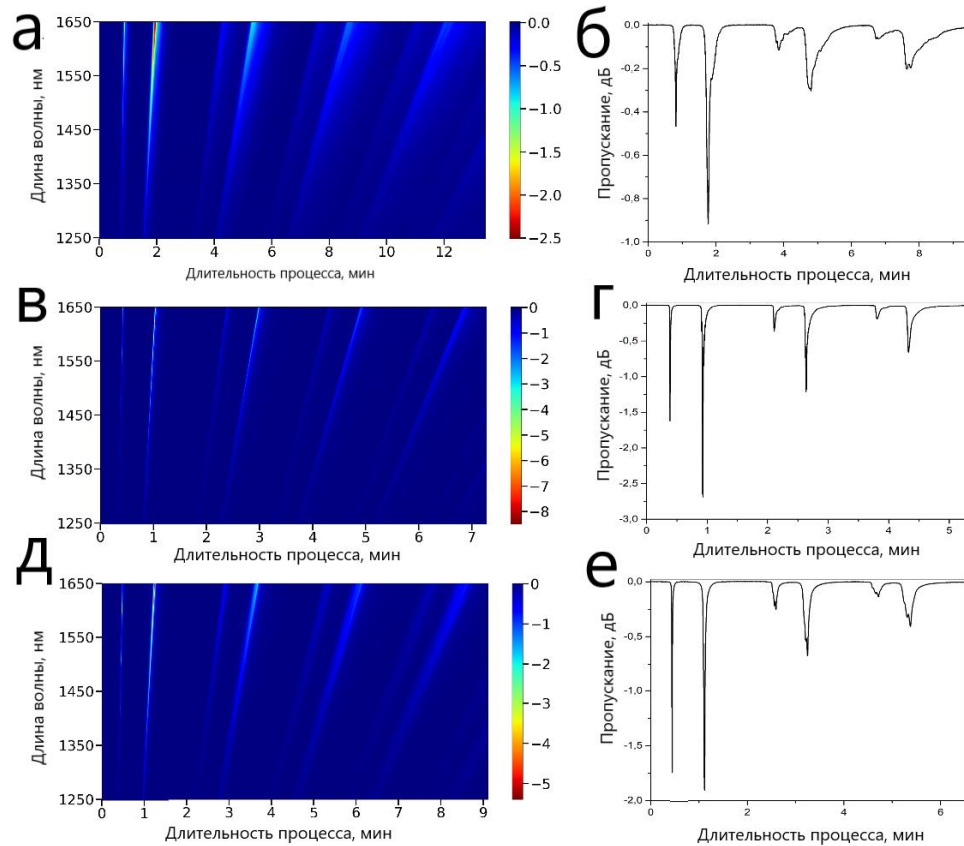 а
Длина волны, нм
1650
1550
1450
1350
1250
0 2 4 6 8 10 12
Длительность процесса, мин
0.0
−0.5
−1.0
−1.5
−2.0
−2.5
б
Пропускание, дБ
0,0
-0,2
-0,4
-0,6
-0,8
-1,0
0 2 4 6 8
Длительность процесса, мин
в
Длина волны, нм
1650
1550
1450
1350
1250
0 1 2 3 4 5 6 7
Длительность процесса, мин
0
−1
−2
−3
−4
−5
−6
−7
−8
г
Пропускание, дБ
0,0
-0,5
-1,0
-1,5
-2,0
-2,5
-3,0
0 1 2 3 4 5
Длительность процесса, мин
д
Длина волны, нм
1650
1550
1450
1350
1250
0 1 2 3 4 5 6 7 8 9
Длительность процесса, мин
0
−1
−2
−3
−4
−5
е
Пропускание, дБ
0,0
-0,5
-1,0
-1,5
-2,0
0 2 4 6
Длительность процесса, мин